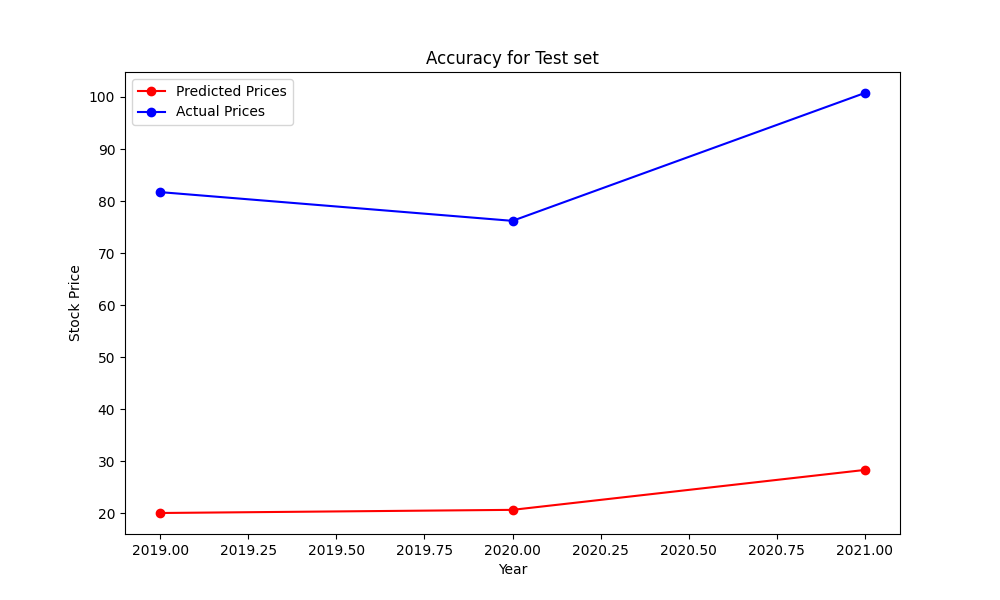 Accuracy for Test set
Predicted Prices
Actual Prices
100
90
80
70
60
50
40
30
20
Stock Price
2019.00 2019.25 2019.50 2019.75 2020.00 2020.25 2020.50 2020.75 2021.00
Year